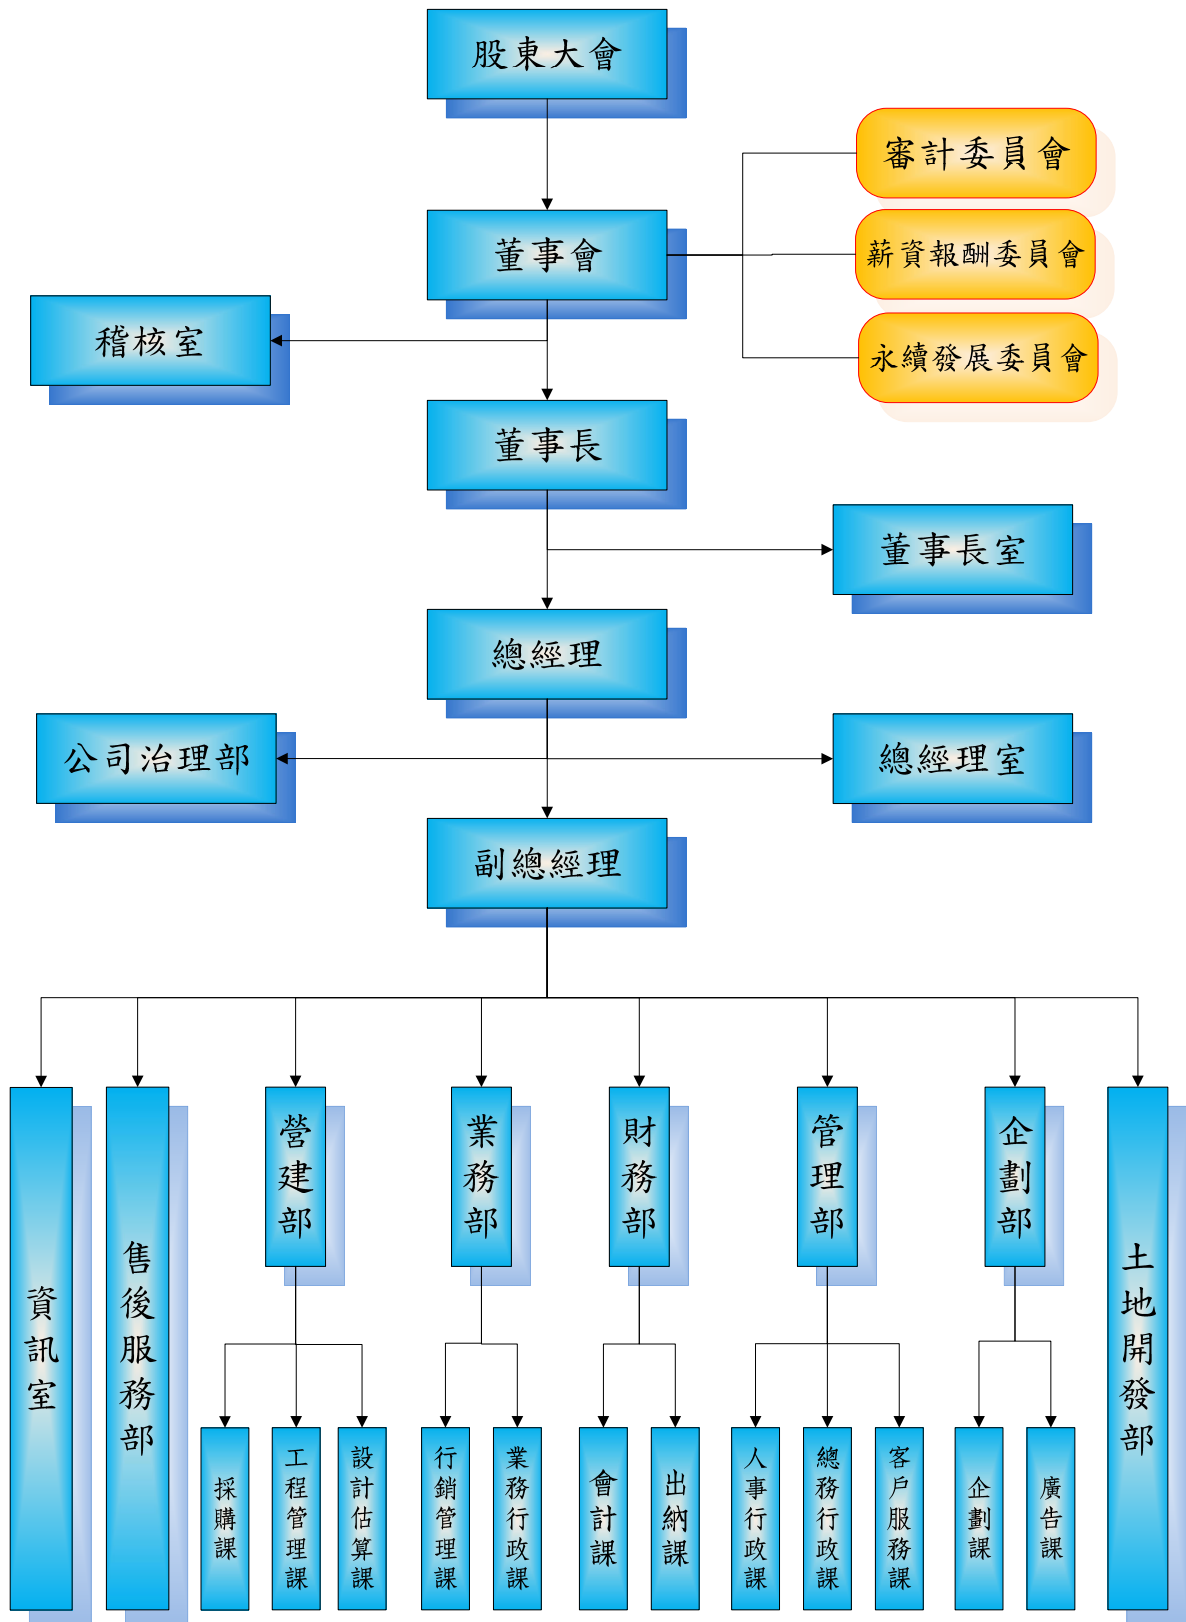 股東大會
審計委員會
董事會
薪資報酬委員會
稽核室
永續發展委員會
董事長
董事長室
總經理
公司治理部
總經理室
副總經理
資訊室
售後服務部
營建部
業務部
財務部
管理部
企劃部
土地開發部
採購課
工程管理課
設計估算課
行銷管理課
業務行政課
會計課
出納課
人事行政課
總務行政課
客戶服務課
企劃課
廣告課